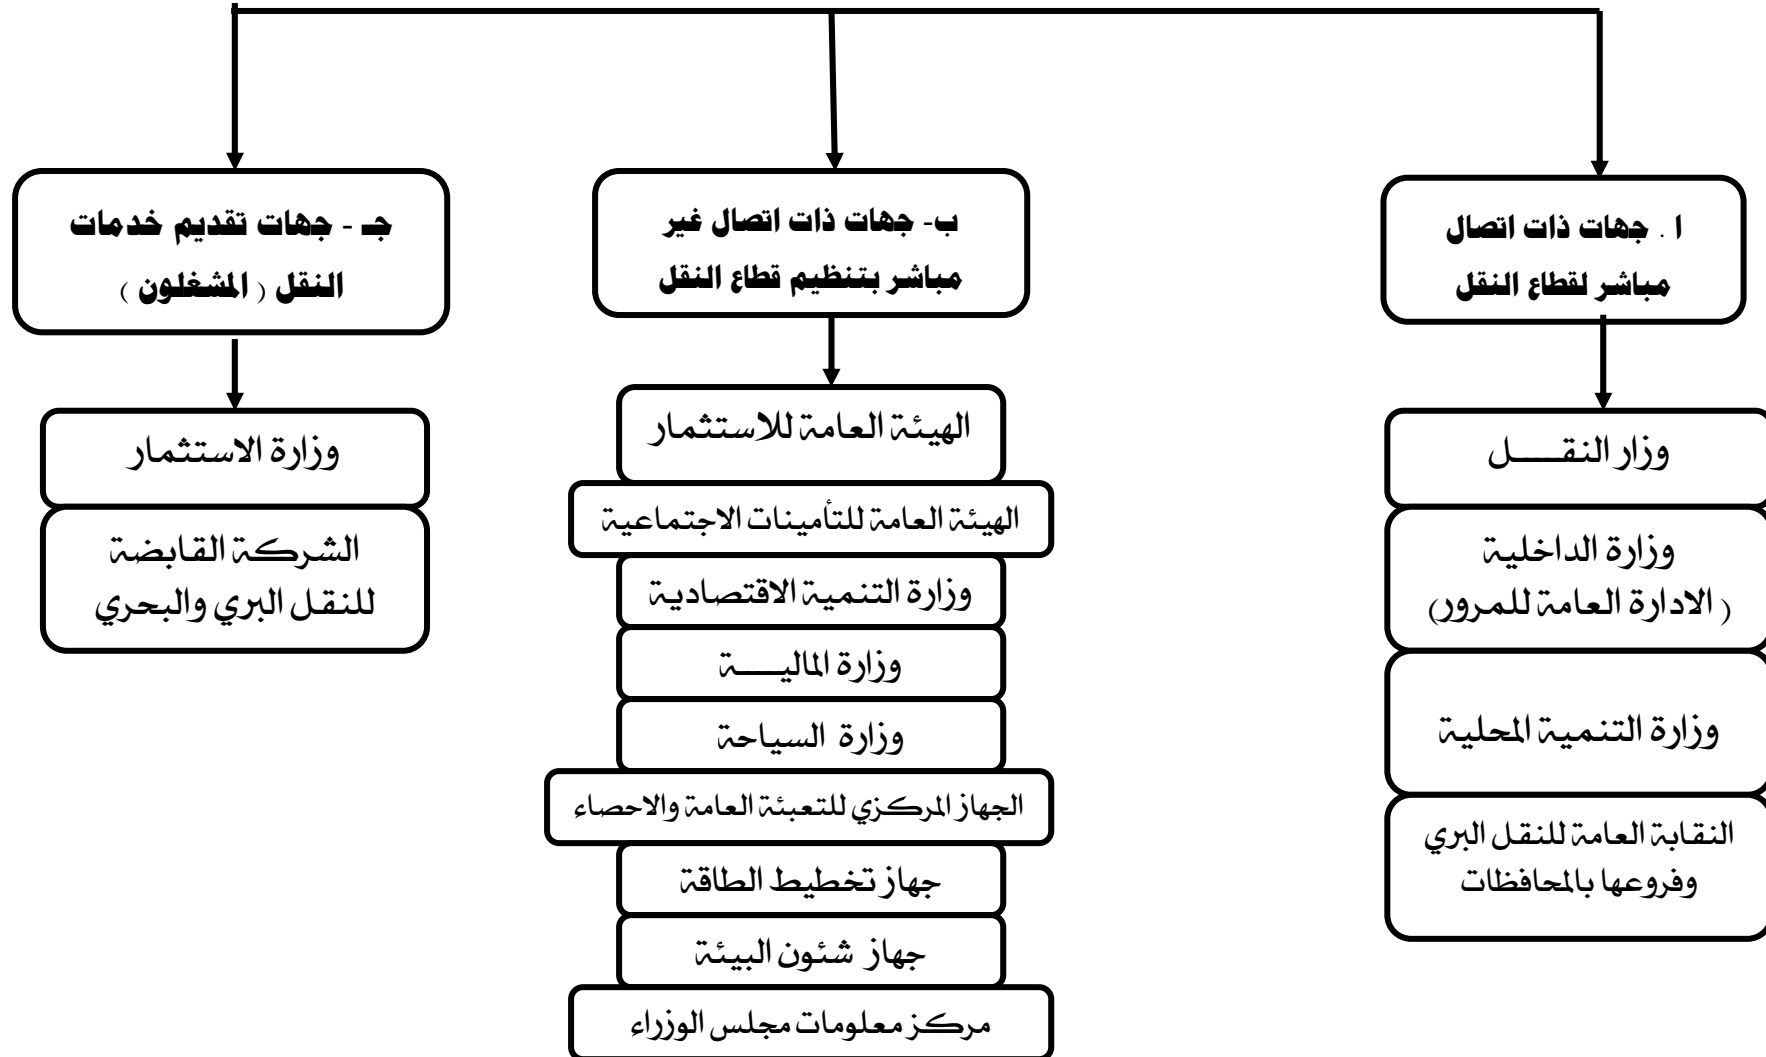 ا . جهات ذات اتصال
مباشر لقطاع النقل
وزار النقـــــل
وزارة الداخلية
( الادارة العامة للمرور)
وزارة التنمية المحلية
النقابة العامة للنقل البري
وفروعها بالمحافظات
ب- جهات ذات اتصال غير
مباشر بتنظيم قطاع النقل
الهيئة العامة للاستثمار
الهيئة العامة للتأمينات الاجتماعية
وزارة التنمية الاقتصادية
وزارة الماليـــــة
وزارة السياحة
الجهاز المركزي للتعبئة العامة والاحصاء
جهاز تخطيط الطاقة
جهاز شئون البيئة
مركز معلومات مجلس الوزراء
جـ - جهات تقديم خدمات
النقل ( المشغلون )
وزارة الاستثمار
الشركة القابضة
للنقل البري والبحري